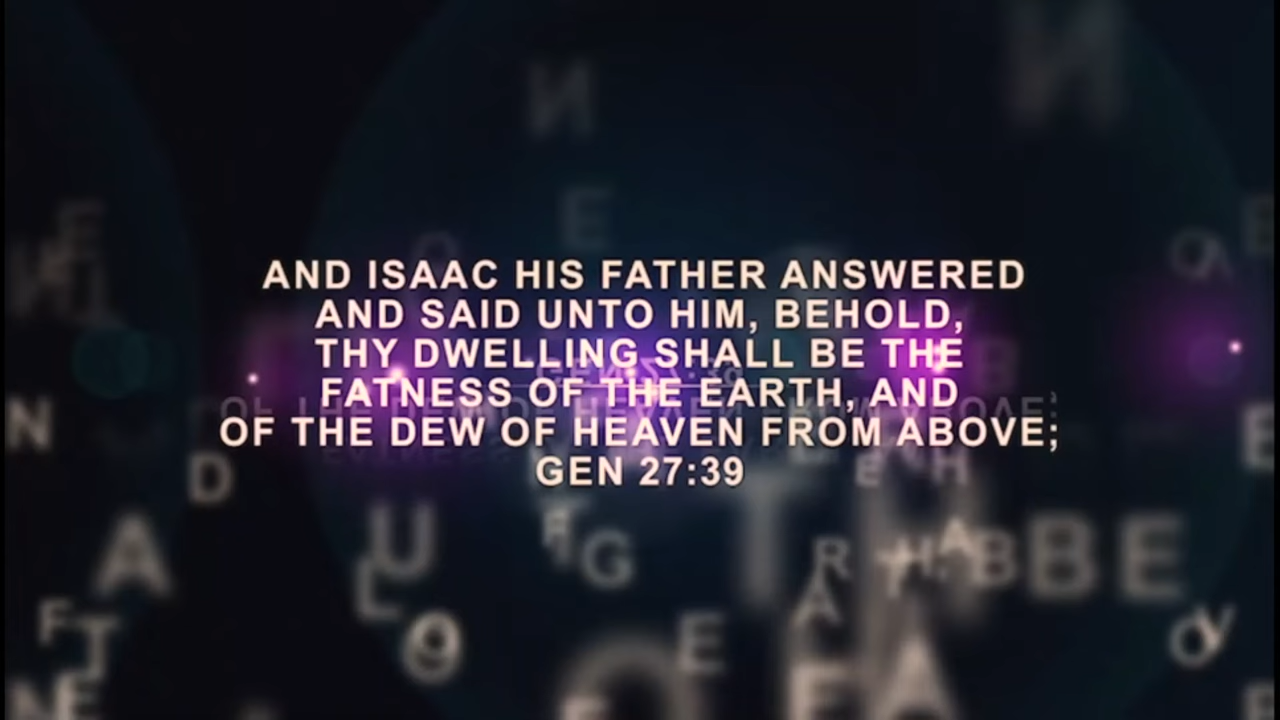 AND ISAAC HIS FATHER ANSWERED
AND SAID UNTO HIM, BEHOLD,
THY DWELLING SHALL BE THE
FATNESS OF THE EARTH, AND
OF THE DEW OF HEAVEN FROM ABOVE;
GEN 27:39